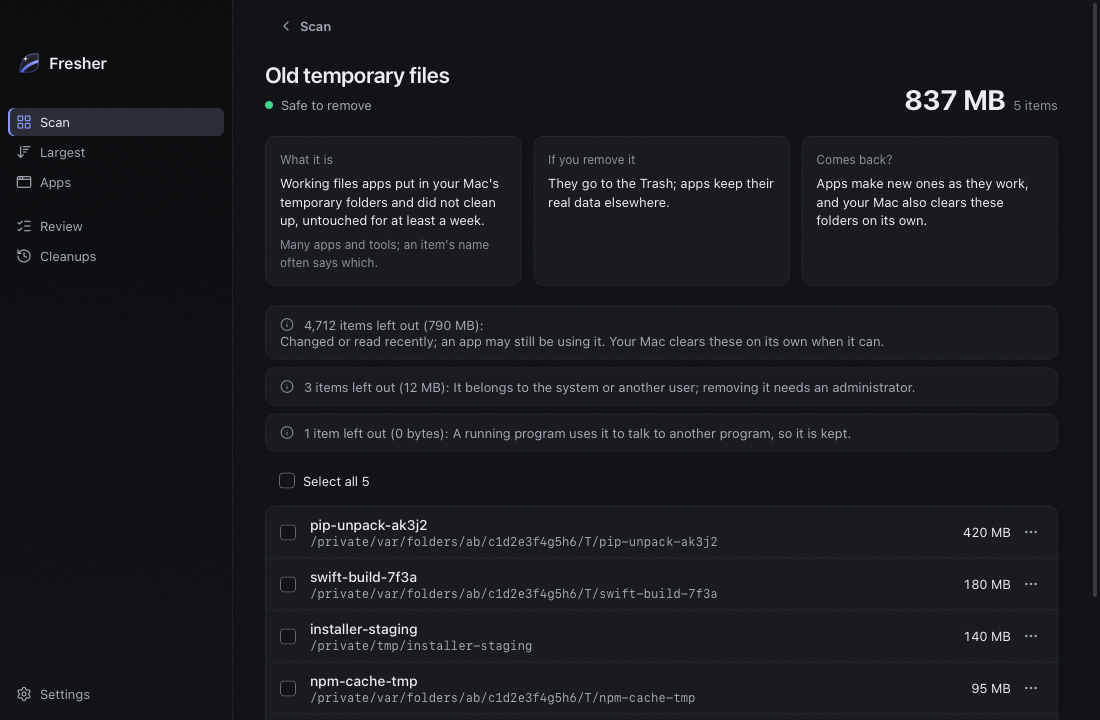 Scan
Fresher
Scan
Largest
Apps
Review
Cleanups
Settings
Old temporary files
Safe to remove
837 MB 5 items
What it is
Working files apps put in your Mac's
temporary folders and did not clean
up, untouched for at least a week.
Many apps and tools; an item's name
often says which.
If you remove it
They go to the Trash; apps keep their
real data elsewhere.
Comes back?
Apps make new ones as they work,
and your Mac also clears these
folders on its own.
4,712 items left out (790 MB):
Changed or read recently; an app may still be using it. Your Mac clears these on its own when it can.
3 items left out (12 MB): It belongs to the system or another user; removing it needs an administrator.
1 item left out (0 bytes): A running program uses it to talk to another program, so it is kept.
Select all 5
pip-unpack-ak3j2
/private/var/folders/ab/c1d2e3f4g5h6/T/pip-unpack-ak3j2
420 MB
swift-build-7f3a
/private/var/folders/ab/c1d2e3f4g5h6/T/swift-build-7f3a
180 MB
installer-staging
/private/tmp/installer-staging
140 MB
npm-cache-tmp
/private/var/folders/ab/c1d2e3f4g5h6/T/npm-cache-tmp
95 MB